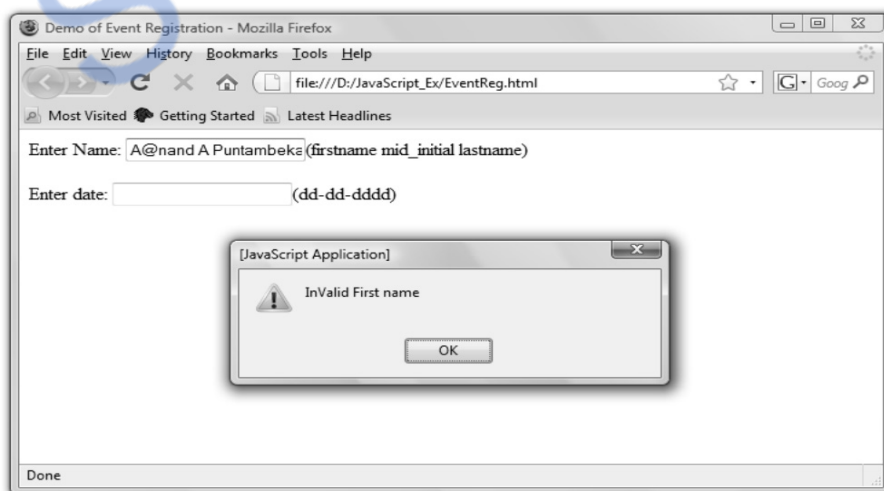 Demo of Event Registration - Mozilla Firefox
File Edit View History Bookmarks Tools Help
file:///D:/JavaScript_Ex/EventReg.html
G Goog
Most Visited Getting Started Latest Headlines
Enter Name: A@nand A Puntambeka(firstname mid_initial lastname)
Enter date: (dd-dd-dddd)
[JavaScript Application]
InValid First name
OK
Done